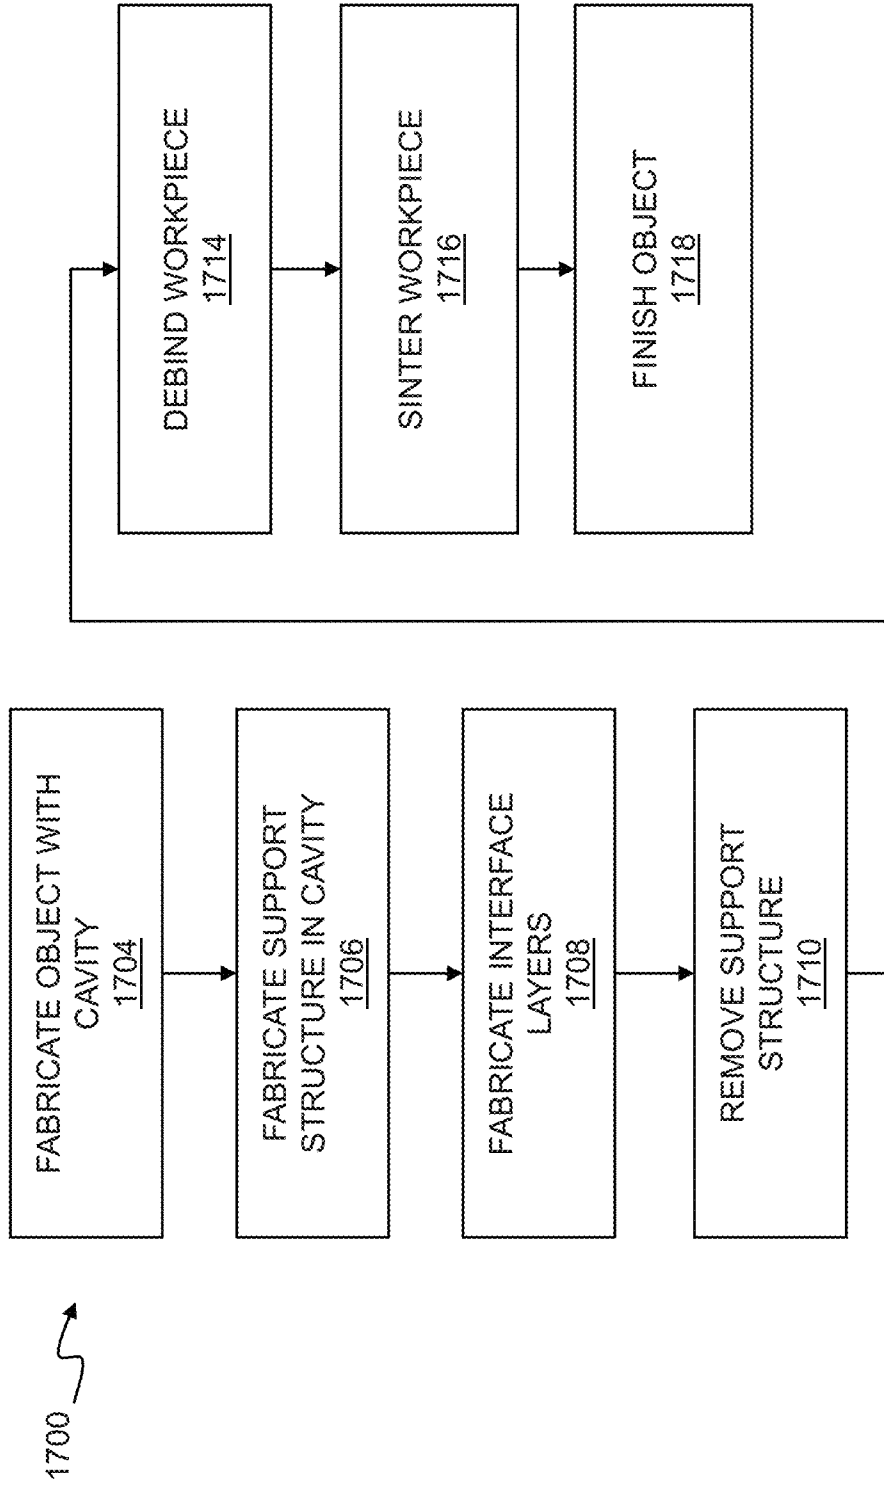 1700
FABRICATE OBJECT WITH
CAVITY
1704
FABRICATE SUPPORT
STRUCTURE IN CAVITY
1706
FABRICATE INTERFACE
LAYERS
1708
REMOVE SUPPORT
STRUCTURE
1710
DEBIND WORKPIECE
1714
SINTER WORKPIECE
1716
FINISH OBJECT
1718